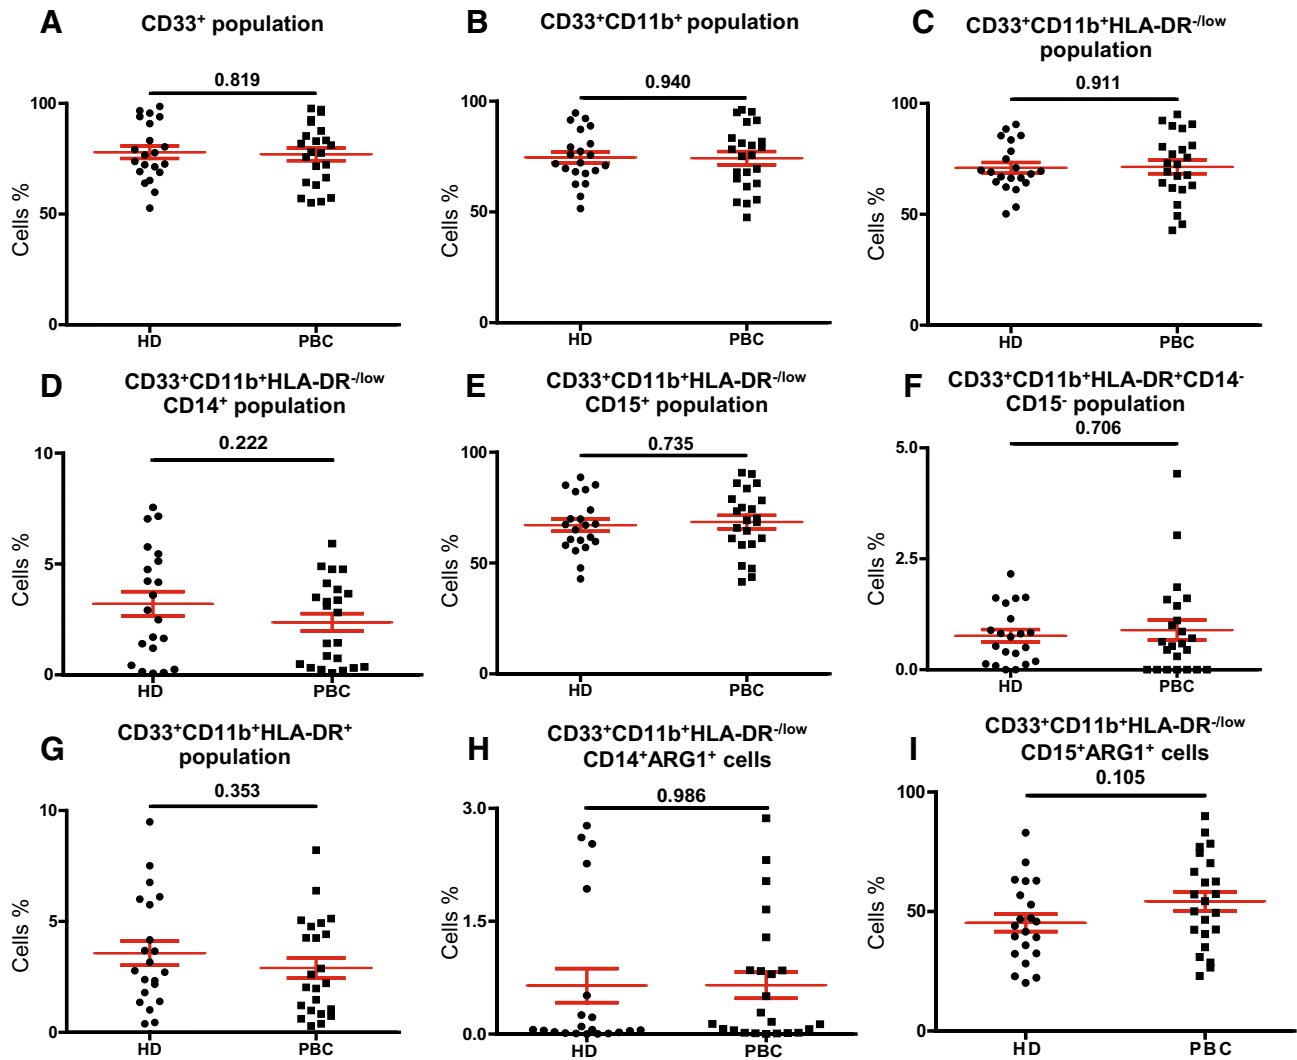 A
CD33⁺ population
0.819
100
50
0
Cells %
HD
PBC
B
CD33⁺CD11b⁺ population
0.940
100
50
0
Cells %
HD
PBC
C
CD33⁺CD11b⁺HLA-DR⁻/ˡᵒʷ
population
0.911
100
50
0
Cells %
HD
PBC
D
CD33⁺CD11b⁺HLA-DR⁻/ˡᵒʷ
CD14⁺ population
0.222
10
5
0
Cells %
HD
PBC
E
CD33⁺CD11b⁺HLA-DR⁻/ˡᵒʷ
CD15⁺ population
0.735
100
50
0
Cells %
HD
PBC
F
CD33⁺CD11b⁺HLA-DR⁺CD14⁻
CD15⁻ population
0.706
5.0
2.5
0.0
Cells %
HD
PBC
G
CD33⁺CD11b⁺HLA-DR⁺
population
0.353
10
5
0
Cells %
HD
PBC
H
CD33⁺CD11b⁺HLA-DR⁻/ˡᵒʷ
CD14⁺ARG1⁺ cells
0.986
3.0
1.5
0.0
Cells %
HD
PBC
I
CD33⁺CD11b⁺HLA-DR⁻/ˡᵒʷ
CD15⁺ARG1⁺ cells
0.105
100
50
0
Cells %
HD
PBC